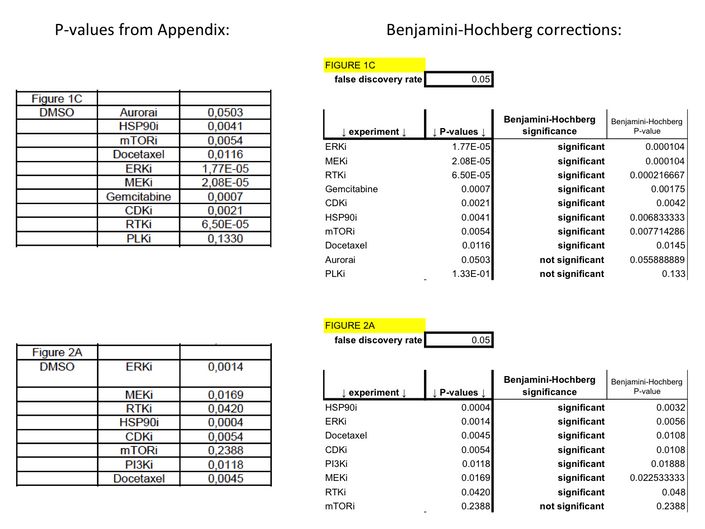 P-values from Appendix:
Benjamini-Hochberg corrections:
FIGURE 1C
false discovery rate 0.05
Figure 1C
DMSO Aurorai 0,0503
HSP90i 0,0041
mTORi 0,0054
Docetaxel 0,0116
ERKi 1,77E-05
MEKi 2,08E-05
Gemcitabine 0,0007
CDKi 0,0021
RTKi 6,50E-05
PLKi 0,1330
↓ experiment ↓ ↓ P-values ↓ Benjamini-Hochberg significance Benjamini-Hochberg P-value
ERKi 1.77E-05 significant 0.000104
MEKi 2.08E-05 significant 0.000104
RTKi 6.50E-05 significant 0.000216667
Gemcitabine 0.0007 significant 0.00175
CDKi 0.0021 significant 0.0042
HSP90i 0.0041 significant 0.006833333
mTORi 0.0054 significant 0.007714286
Docetaxel 0.0116 significant 0.0145
Aurorai 0.0503 not significant 0.055888889
PLKi 1.33E-01 not significant 0.133
FIGURE 2A
false discovery rate 0.05
Figure 2A
DMSO ERKi 0,0014
MEKi 0,0169
RTKi 0,0420
HSP90i 0,0004
CDKi 0,0054
mTORi 0,2388
PI3Ki 0,0118
Docetaxel 0,0045
↓ experiment ↓ ↓ P-values ↓ Benjamini-Hochberg significance Benjamini-Hochberg P-value
HSP90i 0.0004 significant 0.0032
ERKi 0.0014 significant 0.0056
Docetaxel 0.0045 significant 0.0108
CDKi 0.0054 significant 0.0108
PI3Ki 0.0118 significant 0.01888
MEKi 0.0169 significant 0.022533333
RTKi 0.0420 significant 0.048
mTORi 0.2388 not significant 0.2388